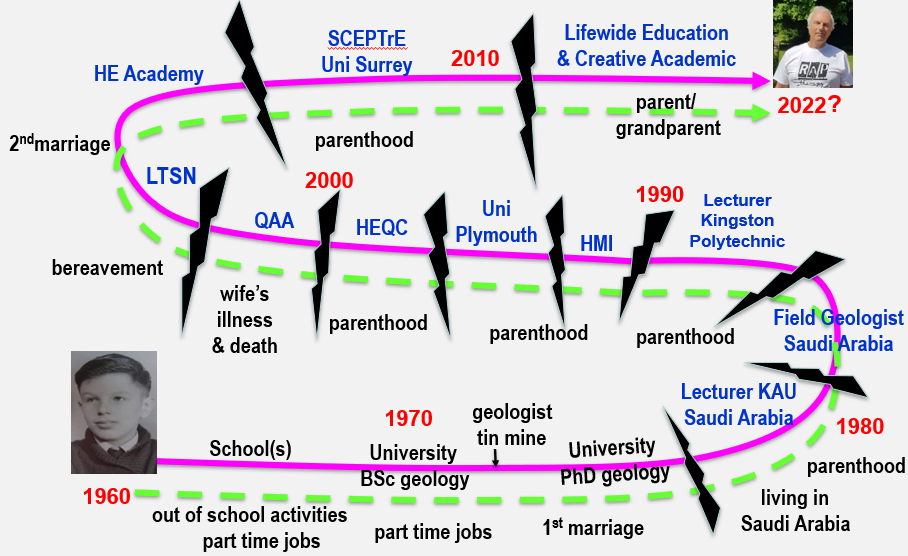 SCEPTrE
Uni Surrey
2010
Lifewide Education
& Creative Academic
HE Academy
RAP
therapy
2022?
parent/
grandparent
parenthood
2nd marriage
LTSN
2000
QAA
HEQC
Uni
Plymouth
HMI
1990
Lecturer
Kingston
Polytechnic
bereavement
wife's
illness
& death
parenthood
parenthood
parenthood
Field Geologist
Saudi Arabia
Lecturer KAU
Saudi Arabia
1980
parenthood
living in
Saudi Arabia
1960
School(s)
1970
University
BSc geology
geologist
tin mine
University
PhD geology
out of school activities
part time jobs
part time jobs
1st marriage